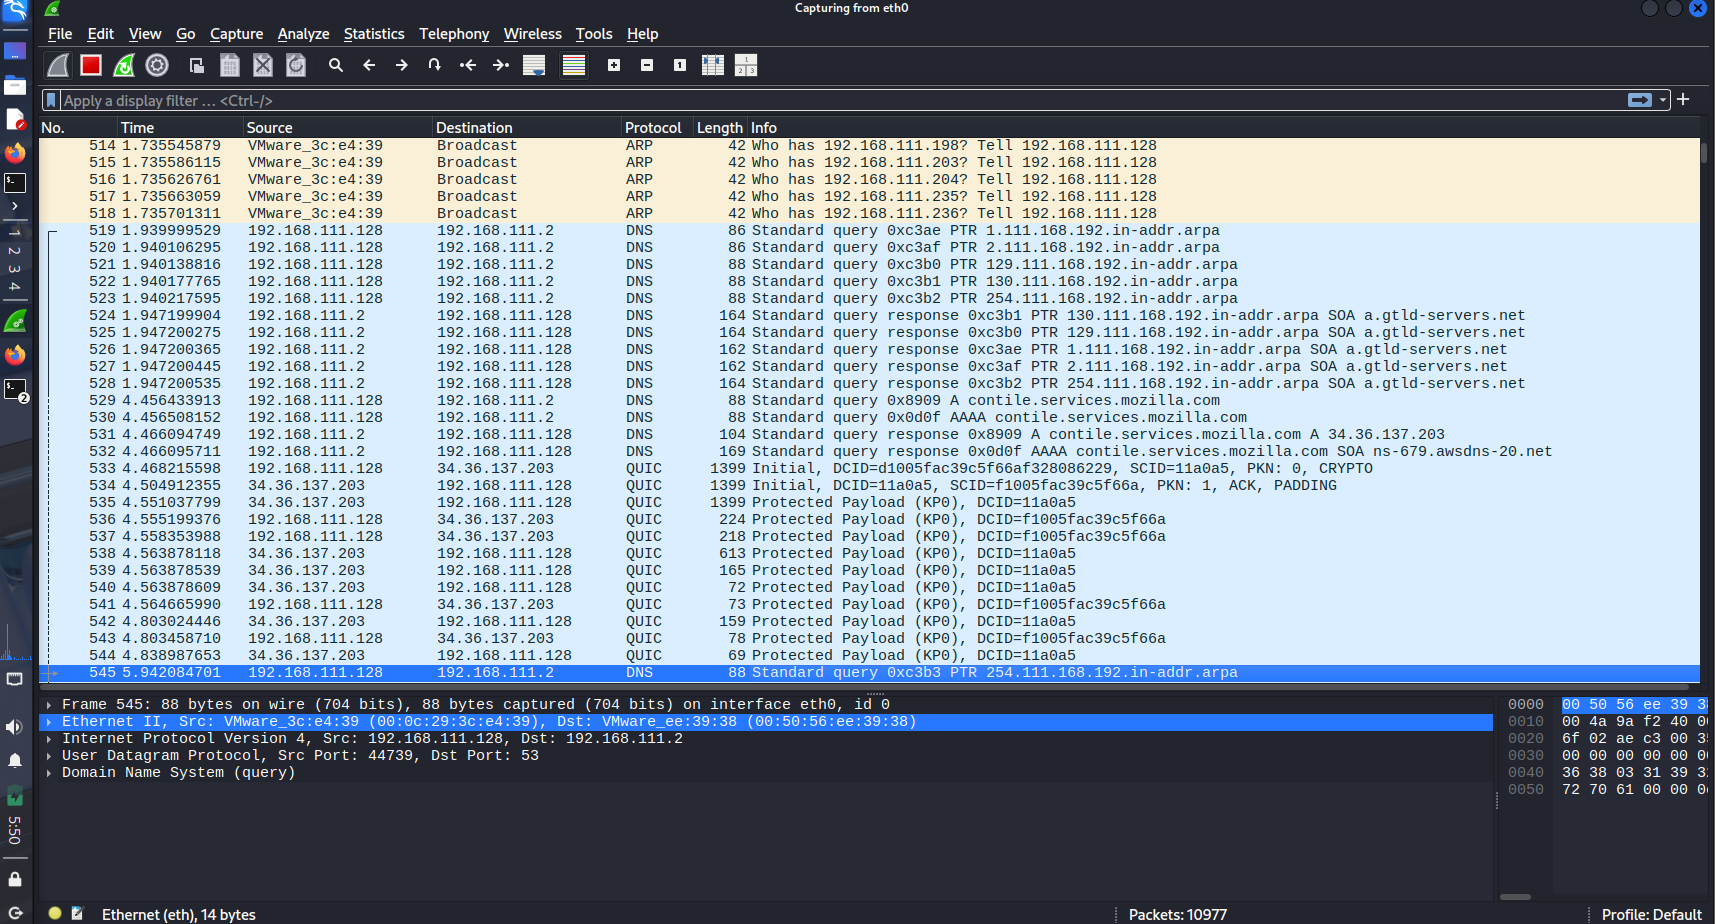 Capturing from eth0
File Edit View Go Capture Analyze Statistics Telephony Wireless Tools Help
Apply a display filter … <Ctrl-/>
No. Time Source Destination Protocol Length Info
514 1.735545879 VMware_3c:e4:39 Broadcast ARP 42 Who has 192.168.111.198? Tell 192.168.111.128
515 1.735586115 VMware_3c:e4:39 Broadcast ARP 42 Who has 192.168.111.203? Tell 192.168.111.128
516 1.735626761 VMware_3c:e4:39 Broadcast ARP 42 Who has 192.168.111.204? Tell 192.168.111.128
517 1.735663059 VMware_3c:e4:39 Broadcast ARP 42 Who has 192.168.111.235? Tell 192.168.111.128
518 1.735701311 VMware_3c:e4:39 Broadcast ARP 42 Who has 192.168.111.236? Tell 192.168.111.128
519 1.939999529 192.168.111.128 192.168.111.2 DNS 86 Standard query 0xc3ae PTR 1.111.168.192.in-addr.arpa
520 1.940106295 192.168.111.128 192.168.111.2 DNS 86 Standard query 0xc3af PTR 2.111.168.192.in-addr.arpa
521 1.940138816 192.168.111.128 192.168.111.2 DNS 88 Standard query 0xc3b0 PTR 129.111.168.192.in-addr.arpa
522 1.940177765 192.168.111.128 192.168.111.2 DNS 88 Standard query 0xc3b1 PTR 130.111.168.192.in-addr.arpa
523 1.940217595 192.168.111.128 192.168.111.2 DNS 88 Standard query 0xc3b2 PTR 254.111.168.192.in-addr.arpa
524 1.947199904 192.168.111.2 192.168.111.128 DNS 164 Standard query response 0xc3b1 PTR 130.111.168.192.in-addr.arpa SOA a.gtld-servers.net
525 1.947200275 192.168.111.2 192.168.111.128 DNS 164 Standard query response 0xc3b0 PTR 129.111.168.192.in-addr.arpa SOA a.gtld-servers.net
526 1.947200365 192.168.111.2 192.168.111.128 DNS 162 Standard query response 0xc3ae PTR 1.111.168.192.in-addr.arpa SOA a.gtld-servers.net
527 1.947200445 192.168.111.2 192.168.111.128 DNS 162 Standard query response 0xc3af PTR 2.111.168.192.in-addr.arpa SOA a.gtld-servers.net
528 1.947200535 192.168.111.2 192.168.111.128 DNS 164 Standard query response 0xc3b2 PTR 254.111.168.192.in-addr.arpa SOA a.gtld-servers.net
529 4.456433913 192.168.111.128 192.168.111.2 DNS 88 Standard query 0x8909 A contile.services.mozilla.com
530 4.456508152 192.168.111.128 192.168.111.2 DNS 88 Standard query 0x0d0f AAAA contile.services.mozilla.com
531 4.466094749 192.168.111.2 192.168.111.128 DNS 104 Standard query response 0x8909 A contile.services.mozilla.com A 34.36.137.203
532 4.466095711 192.168.111.2 192.168.111.128 DNS 169 Standard query response 0x0d0f AAAA contile.services.mozilla.com SOA ns-679.awsdns-20.net
533 4.468215598 192.168.111.128 34.36.137.203 QUIC 1399 Initial, DCID=d1005fac39c5f66af328086229, SCID=11a0a5, PKN: 0, CRYPTO
534 4.504912355 34.36.137.203 192.168.111.128 QUIC 1399 Initial, DCID=11a0a5, SCID=f1005fac39c5f66a, PKN: 1, ACK, PADDING
535 4.551037799 34.36.137.203 192.168.111.128 QUIC 1399 Protected Payload (KP0), DCID=11a0a5
536 4.555199376 192.168.111.128 34.36.137.203 QUIC 224 Protected Payload (KP0), DCID=f1005fac39c5f66a
537 4.558353988 192.168.111.128 34.36.137.203 QUIC 218 Protected Payload (KP0), DCID=f1005fac39c5f66a
538 4.563878118 34.36.137.203 192.168.111.128 QUIC 613 Protected Payload (KP0), DCID=11a0a5
539 4.563878539 34.36.137.203 192.168.111.128 QUIC 165 Protected Payload (KP0), DCID=11a0a5
540 4.563878609 34.36.137.203 192.168.111.128 QUIC 72 Protected Payload (KP0), DCID=11a0a5
541 4.564665990 192.168.111.128 34.36.137.203 QUIC 73 Protected Payload (KP0), DCID=f1005fac39c5f66a
542 4.803024446 34.36.137.203 192.168.111.128 QUIC 159 Protected Payload (KP0), DCID=11a0a5
543 4.803458710 192.168.111.128 34.36.137.203 QUIC 78 Protected Payload (KP0), DCID=f1005fac39c5f66a
544 4.838987653 34.36.137.203 192.168.111.128 QUIC 69 Protected Payload (KP0), DCID=11a0a5
545 5.942084701 192.168.111.128 192.168.111.2 DNS 88 Standard query 0xc3b3 PTR 254.111.168.192.in-addr.arpa
Frame 545: 88 bytes on wire (704 bits), 88 bytes captured (704 bits) on interface eth0, id 0
Ethernet II, Src: VMware_3c:e4:39 (00:0c:29:3c:e4:39), Dst: VMware_ee:39:38 (00:50:56:ee:39:38)
Internet Protocol Version 4, Src: 192.168.111.128, Dst: 192.168.111.2
User Datagram Protocol, Src Port: 44739, Dst Port: 53
Domain Name System (query)
0000 00 50 56 ee 39 38
0010 00 4a 9a f2 40 00
0020 6f 02 ae c3 00 35
0030 00 00 00 00 00 00
0040 36 38 03 31 39 32
0050 72 70 61 00 00 0c
1
2
3
4
2
5:50
Ethernet (eth), 14 bytes
Packets: 10977
Profile: Default